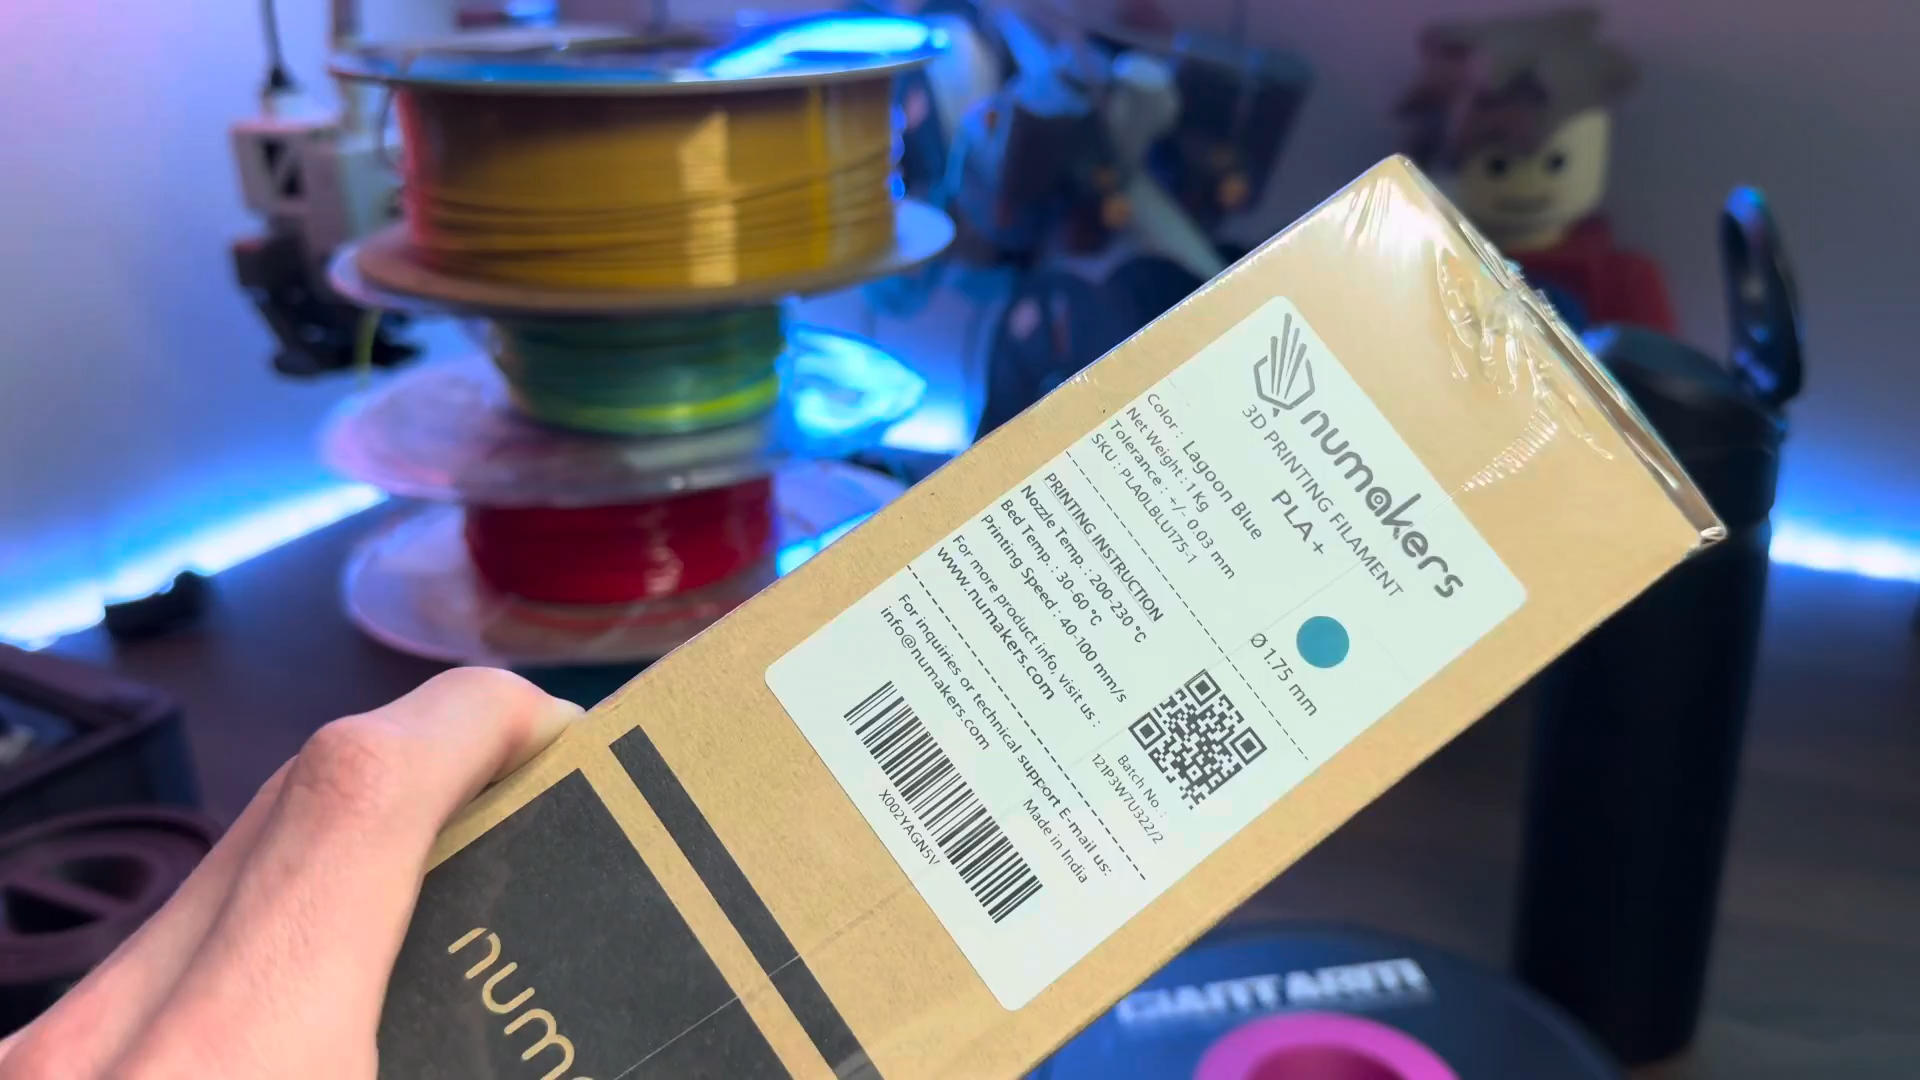 numakers
3D PRINTING FILAMENT
PLA+
Color : Lagoon Blue
Net Weight : 1 Kg
Tolerance : +/- 0.03 mm
SKU : PLA0LBLU175-1
Ø 1.75 mm
PRINTING INSTRUCTION
Nozzle Temp. : 200-230 °C
Bed Temp. : 30-60 °C
Printing Speed : 40-100 mm/s
For more product info, visit us :
www.numakers.com
Batch No. :
121P3W7U322/2
For inquiries or technical support E-mail us:
info@numakers.com
Made in India
X002YAGN5V
num